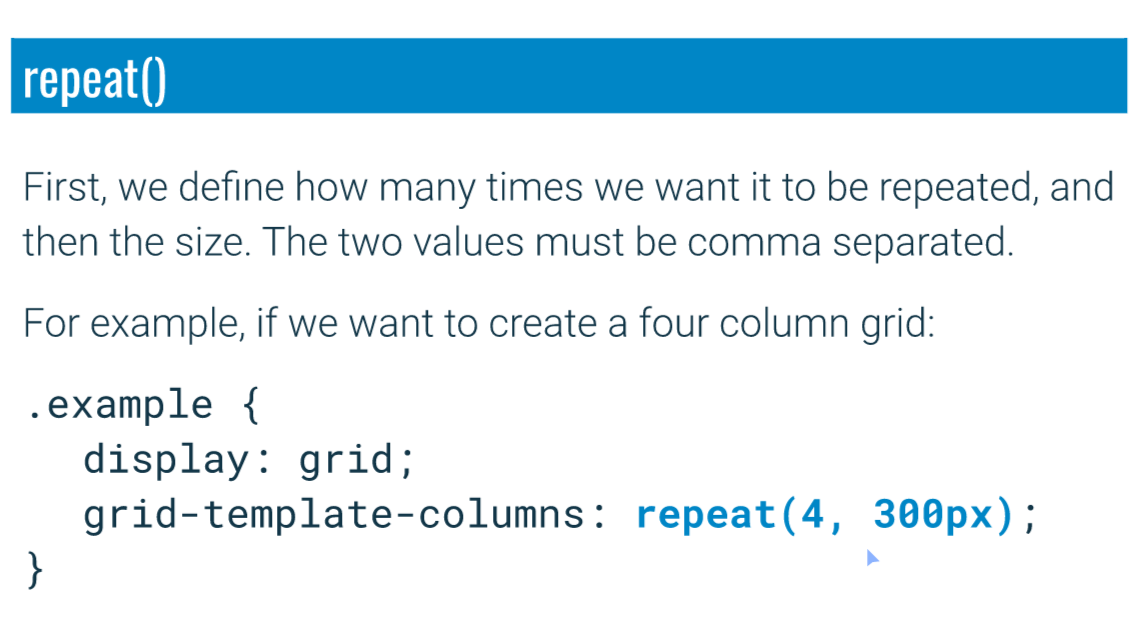 repeat()
First, we define how many times we want it to be repeated, and
then the size. The two values must be comma separated.
For example, if we want to create a four column grid:
.example {
display: grid;
grid-template-columns: repeat(4, 300px);
}